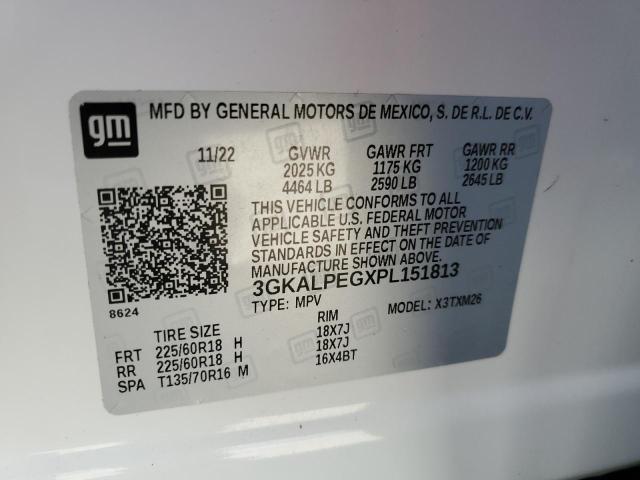 gm
MFD BY GENERAL MOTORS DE MEXICO, S. DE R.L. DE C.V.
11/22 GVWR GAWR FRT GAWR RR
2025 KG 1175 KG 1200 KG
4464 LB 2590 LB 2645 LB
THIS VEHICLE CONFORMS TO ALL
APPLICABLE U.S. FEDERAL MOTOR
VEHICLE SAFETY AND THEFT PREVENTION
STANDARDS IN EFFECT ON THE DATE OF
MANUFACTURE SHOWN ABOVE.
3GKALPEGXPL151813
8624
TYPE: MPV MODEL: X3TXM26
TIRE SIZE RIM
FRT 225/60R18 H 18X7J
RR 225/60R18 H 18X7J
SPA T135/70R16 M 16X4BT